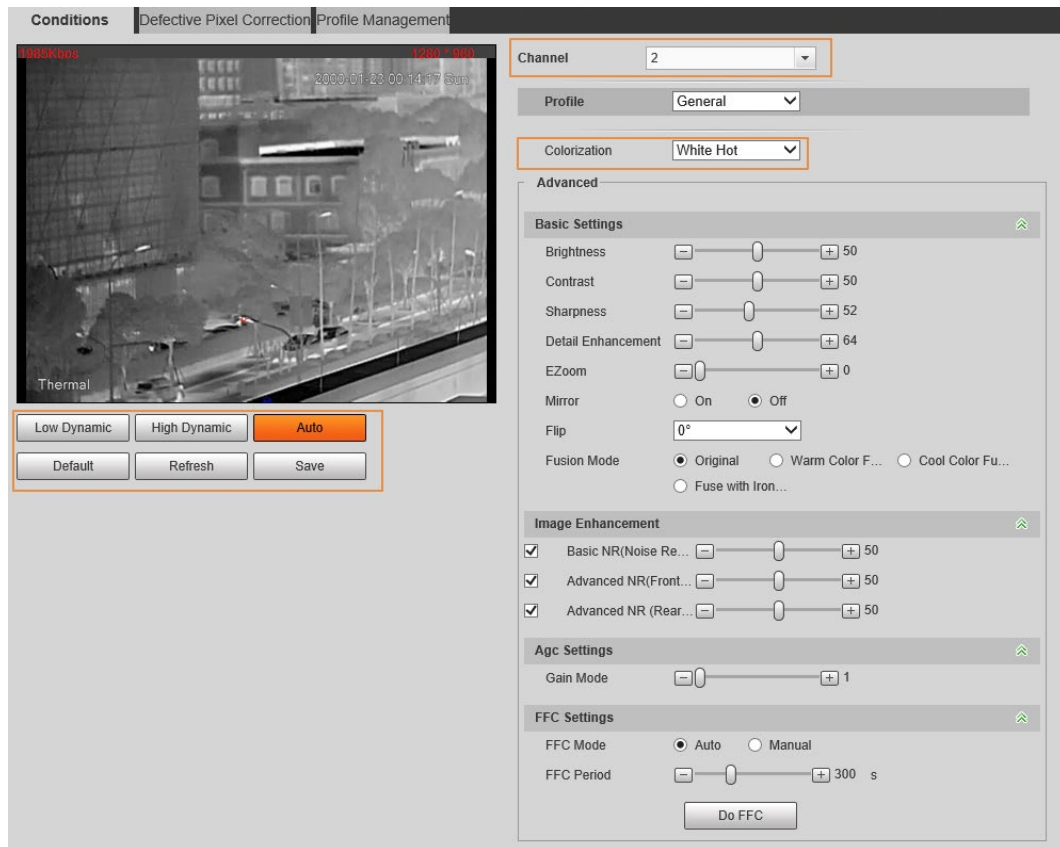 Conditions
Defective Pixel Correction
Profile Management
1985Kbps
1280*960
2000-01-23 00:14:17 Sun
Thermal
Low Dynamic
High Dynamic
Auto
Default
Refresh
Save
Channel 2
Profile General
Colorization White Hot
Advanced
Basic Settings
Brightness 50
Contrast 50
Sharpness 52
Detail Enhancement 64
EZoom 0
Mirror On Off
Flip 0°
Fusion Mode Original Warm Color F... Cool Color Fu...
Fuse with Iron...
Image Enhancement
Basic NR(Noise Re... 50
Advanced NR(Front... 50
Advanced NR (Rear... 50
Agc Settings
Gain Mode 1
FFC Settings
FFC Mode Auto Manual
FFC Period 300 s
Do FFC